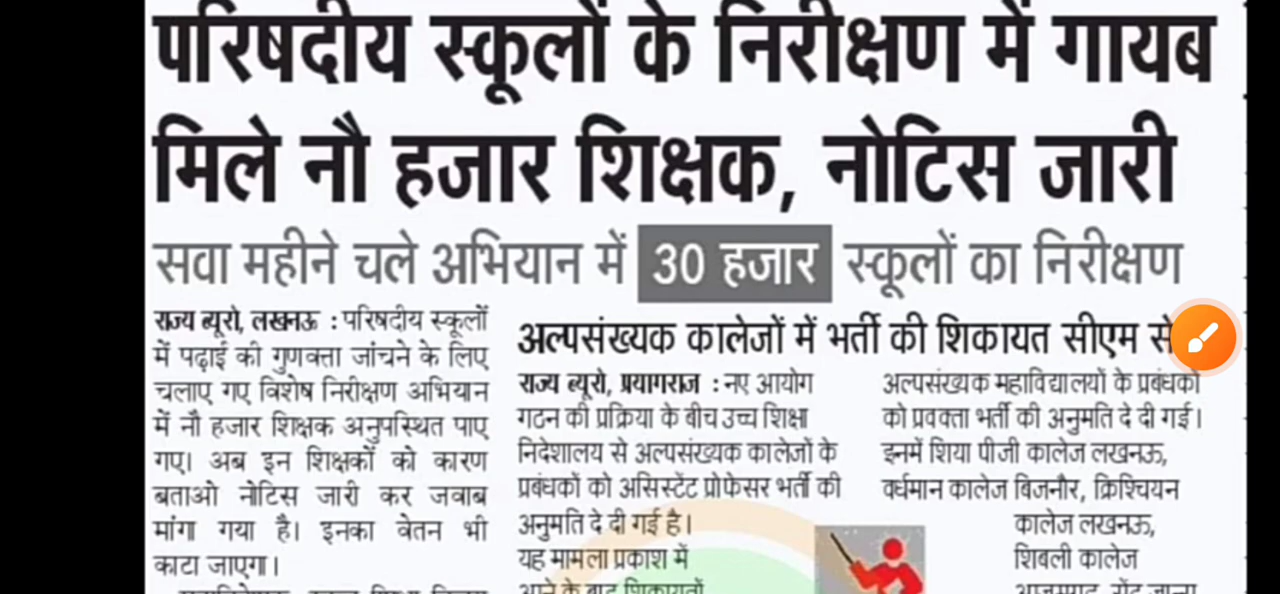 परिषदीय स्कूलों के निरीक्षण में गायब
मिले नौ हजार शिक्षक, नोटिस जारी
सवा महीने चले अभियान में 30 हजार स्कूलों का निरीक्षण
राज्य ब्यूरो, लखनऊ : परिषदीय स्कूलों
में पढ़ाई की गुणवत्ता जांचने के लिए
चलाए गए विशेष निरीक्षण अभियान
में नौ हजार शिक्षक अनुपस्थित पाए
गए। अब इन शिक्षकों को कारण
बताओ नोटिस जारी कर जवाब
मांगा गया है। इनका वेतन भी
काटा जाएगा।
अल्पसंख्यक कालेजों में भर्ती की शिकायत सीएम से
राज्य ब्यूरो, प्रयागराज : नए आयोग
गठन की प्रक्रिया के बीच उच्च शिक्षा
निदेशालय से अल्पसंख्यक कालेजों के
प्रबंधकों को असिस्टेंट प्रोफेसर भर्ती की
अनुमति दे दी गई है।
यह मामला प्रकाश में
आने के बाद शिकायतों
अल्पसंख्यक महाविद्यालयों के प्रबंधकों
को प्रवक्ता भर्ती की अनुमति दे दी गई।
इनमें शिया पीजी कालेज लखनऊ,
वर्धमान कालेज बिजनौर, क्रिश्चियन
कालेज लखनऊ,
शिबली कालेज